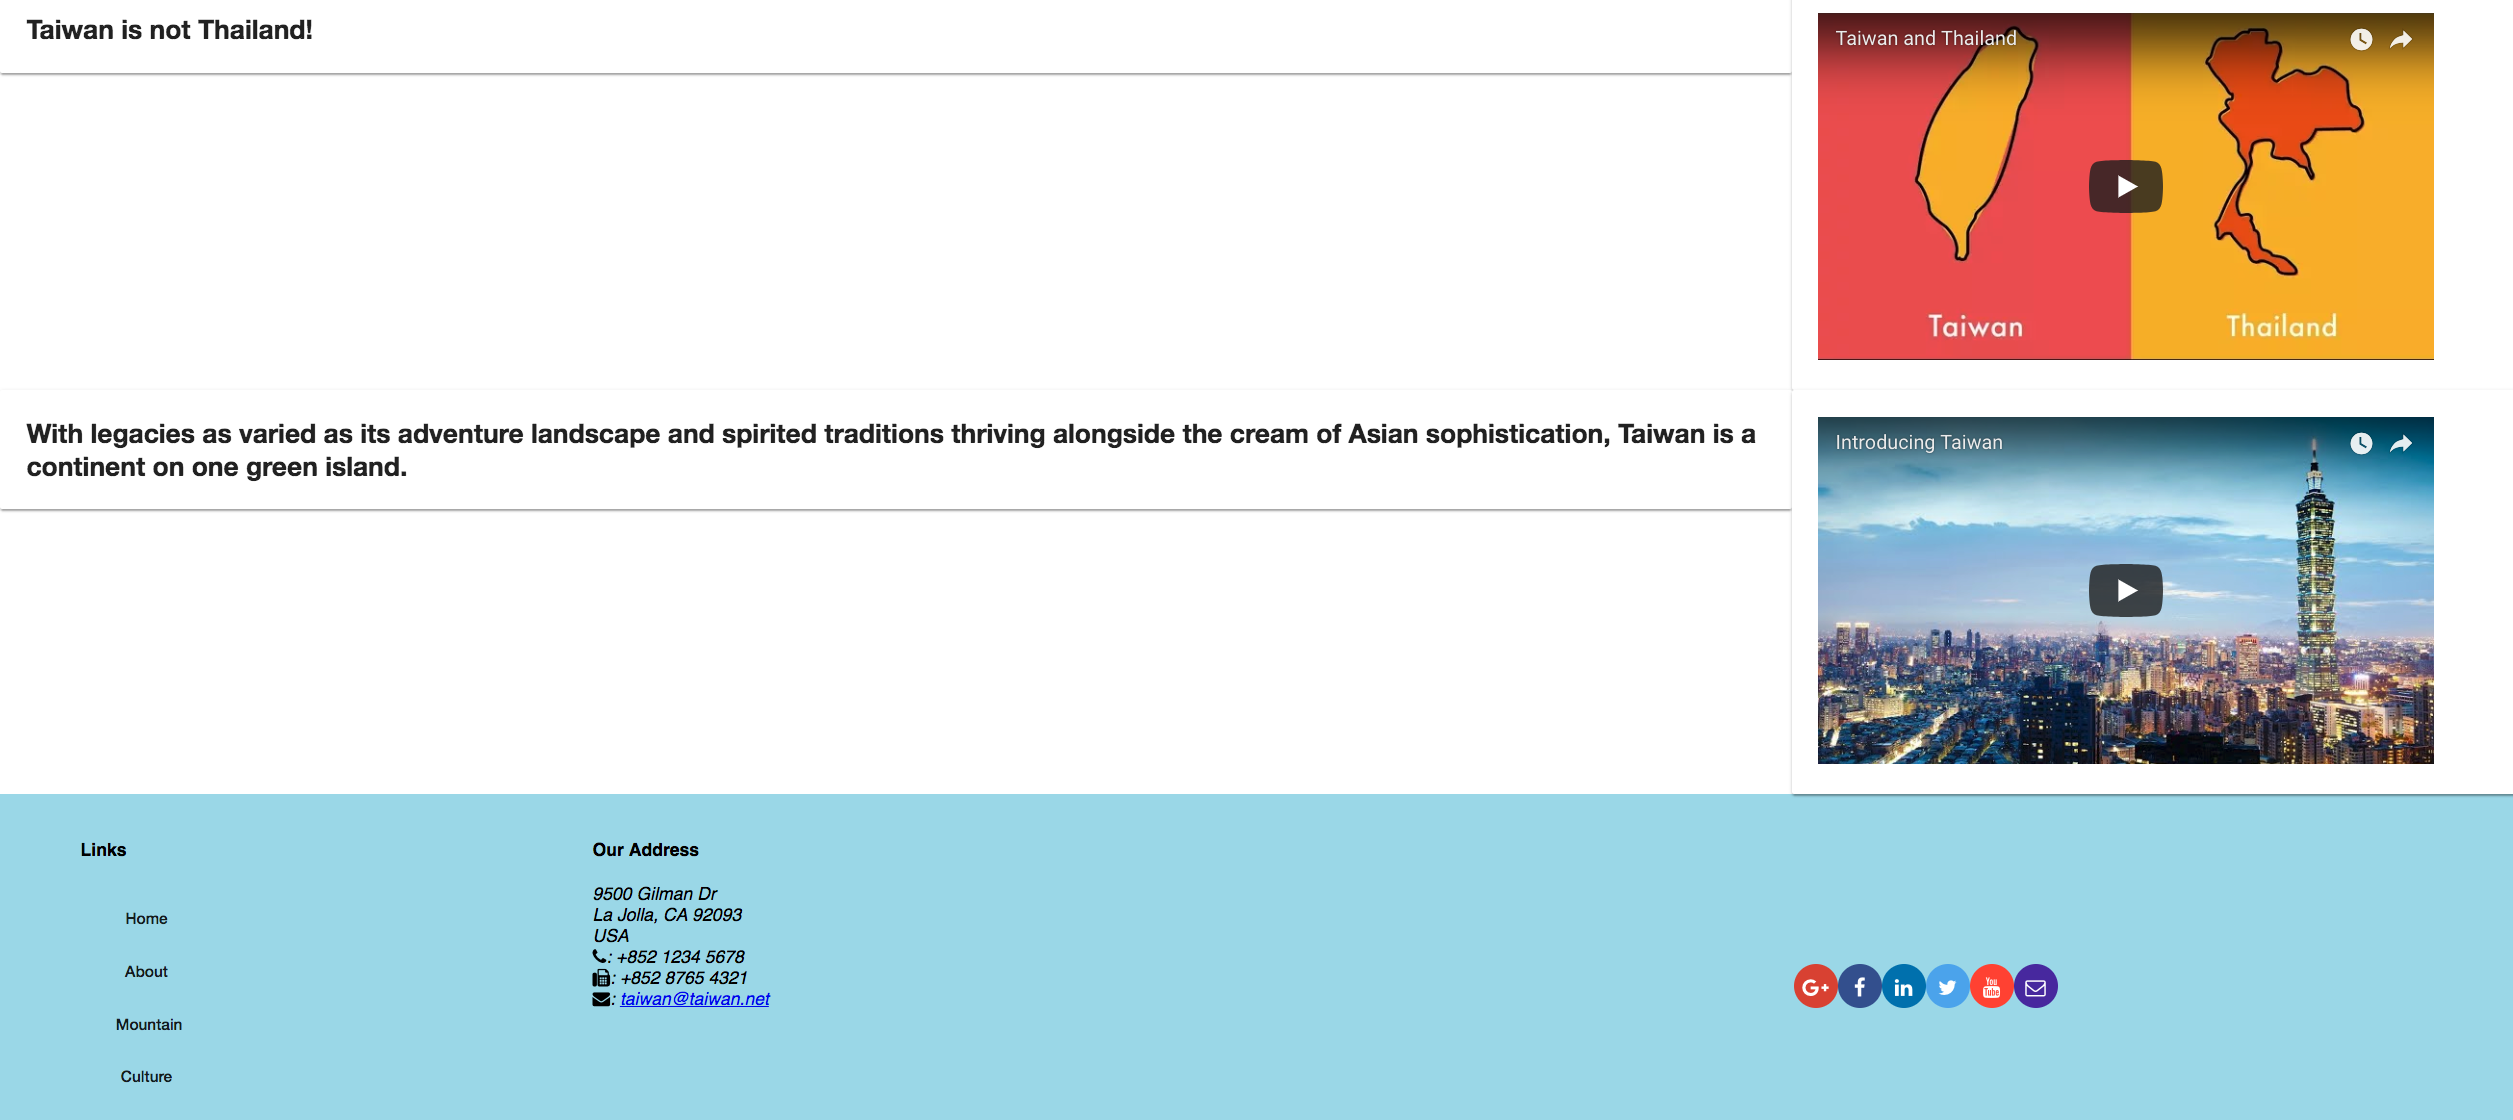 Taiwan is not Thailand!
Taiwan and Thailand
Taiwan
Thailand
With legacies as varied as its adventure landscape and spirited traditions thriving alongside the cream of Asian sophistication, Taiwan is a
continent on one green island.
Introducing Taiwan
Links
Home
About
Mountain
Culture
Our Address
9500 Gilman Dr
La Jolla, CA 92093
USA
: +852 1234 5678
: +852 8765 4321
: taiwan@taiwan.net
G+
f
in
You
Tube